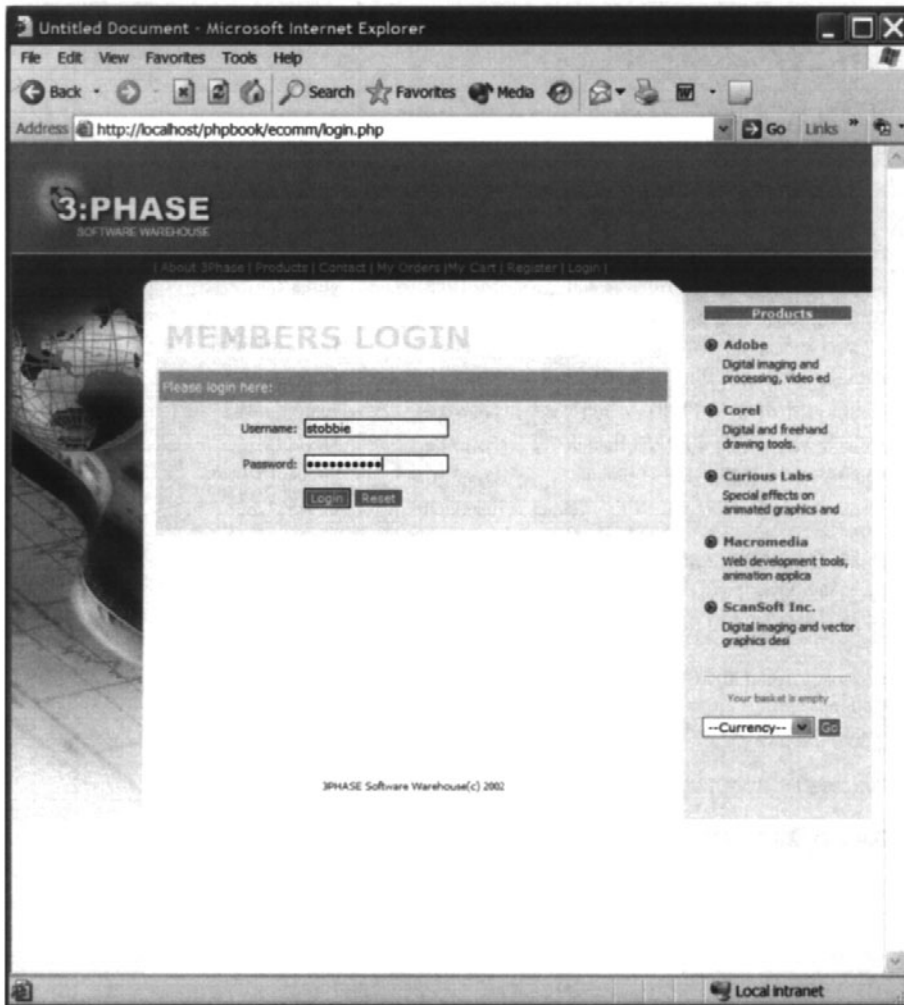 Untitled Document - Microsoft Internet Explorer
File Edit View Favorites Tools Help
Back Search Favorites Media
Address http://localhost/phpbook/ecomm/login.php Go Links »
3:PHASE
SOFTWARE WAREHOUSE
| About 3Phase | Products | Contact | My Orders |My Cart | Register | Login |
MEMBERS LOGIN
Please login here:
Username: stobbie
Password: ••••••••••
Login Reset
Products
Adobe
Digital imaging and
processing, video ed
Corel
Digital and freehand
drawing tools.
Curious Labs
Special effects on
animated graphics and
Macromedia
Web development tools,
animation applica
ScanSoft Inc.
Digital imaging and vector
graphics desi
Your basket is empty
--Currency-- Go
3PHASE Software Warehouse(c) 2002
Local intranet